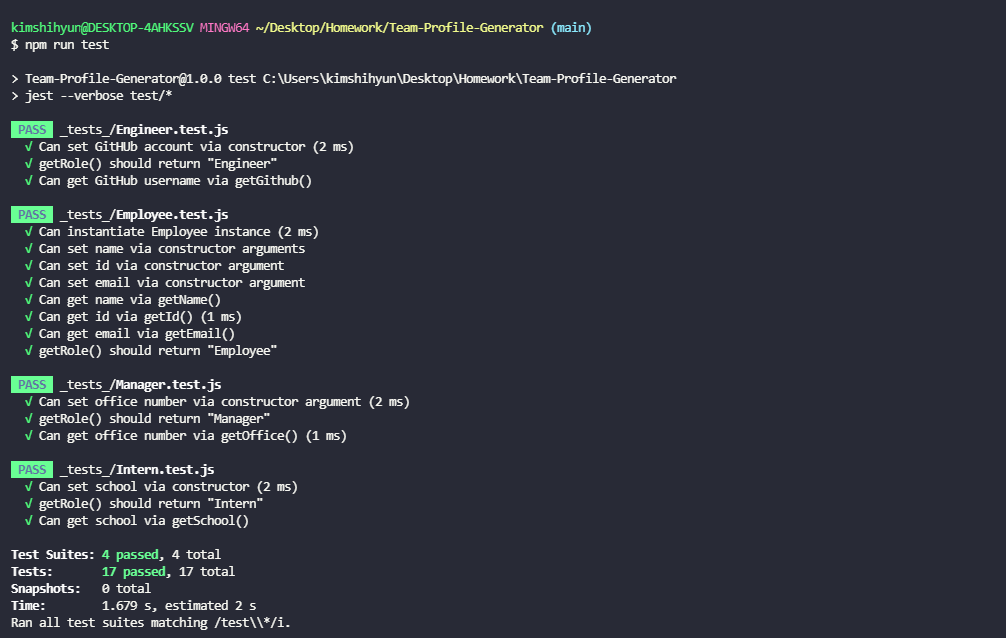 kimshihyun@DESKTOP-4AHKSSV MINGW64 ~/Desktop/Homework/Team-Profile-Generator (main)
$ npm run test
> Team-Profile-Generator@1.0.0 test C:\Users\kimshihyun\Desktop\Homework\Team-Profile-Generator
> jest --verbose test/*
PASS _tests_/Engineer.test.js
√ Can set GitHUb account via constructor (2 ms)
√ getRole() should return "Engineer"
√ Can get GitHub username via getGithub()
PASS _tests_/Employee.test.js
√ Can instantiate Employee instance (2 ms)
√ Can set name via constructor arguments
√ Can set id via constructor argument
√ Can set email via constructor argument
√ Can get name via getName()
√ Can get id via getId() (1 ms)
√ Can get email via getEmail()
√ getRole() should return "Employee"
PASS _tests_/Manager.test.js
√ Can set office number via constructor argument (2 ms)
√ getRole() should return "Manager"
√ Can get office number via getOffice() (1 ms)
PASS _tests_/Intern.test.js
√ Can set school via constructor (2 ms)
√ getRole() should return "Intern"
√ Can get school via getSchool()
Test Suites: 4 passed, 4 total
Tests: 17 passed, 17 total
Snapshots: 0 total
Time: 1.679 s, estimated 2 s
Ran all test suites matching /test\\*/i.